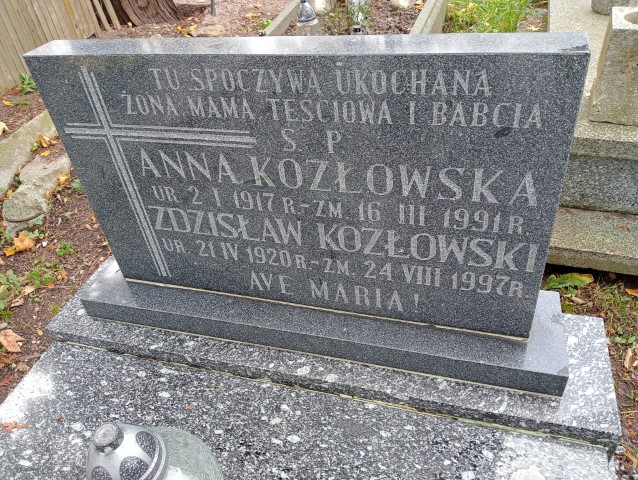 TU SPOCZYWA UKOCHANA
ŻONA MAMA TEŚCIOWA I BABCIA
Ś. P.
ANNA KOZŁOWSKA
UR 2 I 1917 R.-ZM 16 III 1991 R.
ZDZISŁAW KOZŁOWSKI
UR. 21 IV 1920 R.-ZM. 24 VIII 1997 R.
AVE MARIA!